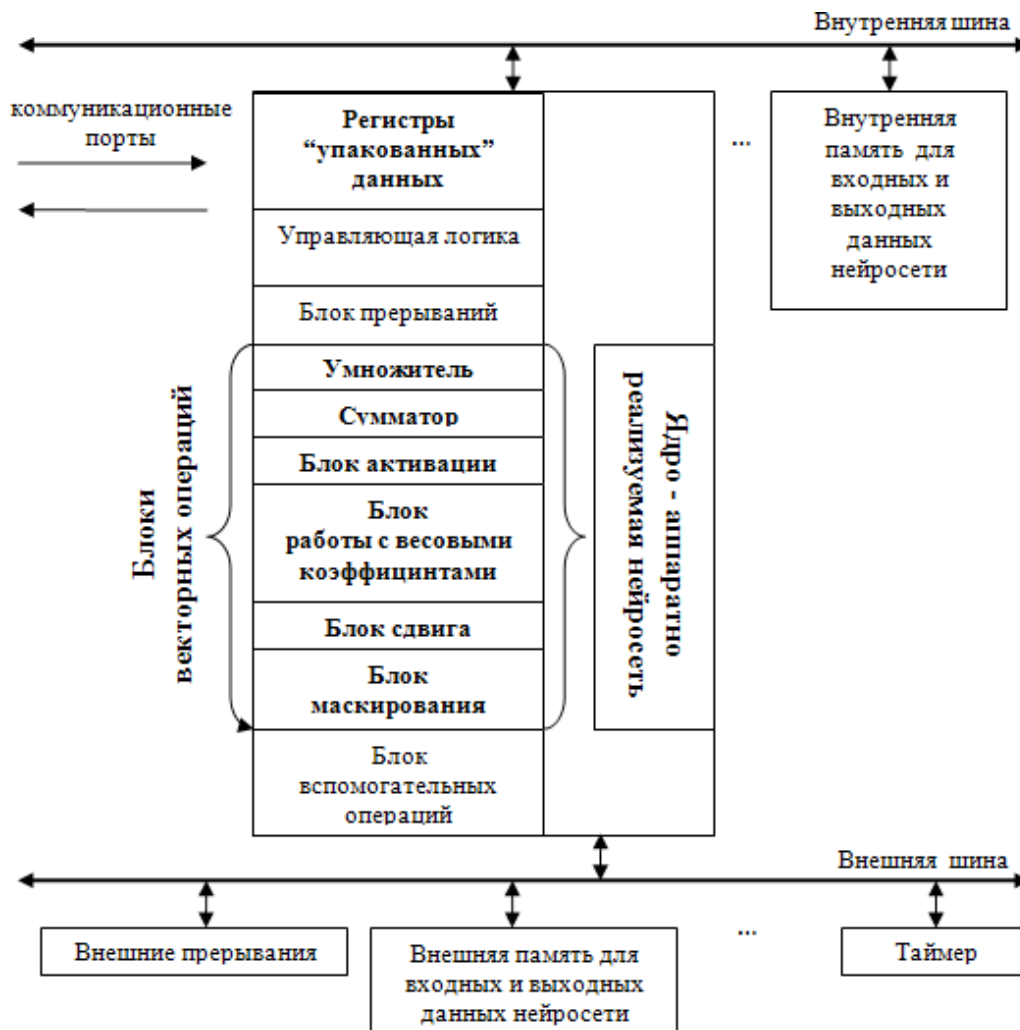 Внутренняя шина
коммуникационные
порты
Регистры
“упакованных”
данных
...
Внутренняя
память для
входных и
выходных
данных
нейросети
Управляющая логика
Блок прерываний
Умножитель
Сумматор
Блок активации
Блок
работы с весовыми
коэффицинтами
Блок сдвига
Блок
маскирования
Блоки
векторных операций
Ядро - аппаратно
реализуемая нейросеть
Блок
вспомогательных
операций
Внешняя шина
Внешние прерывания
Внешняя память для
входных и выходных
данных нейросети
...
Таймер